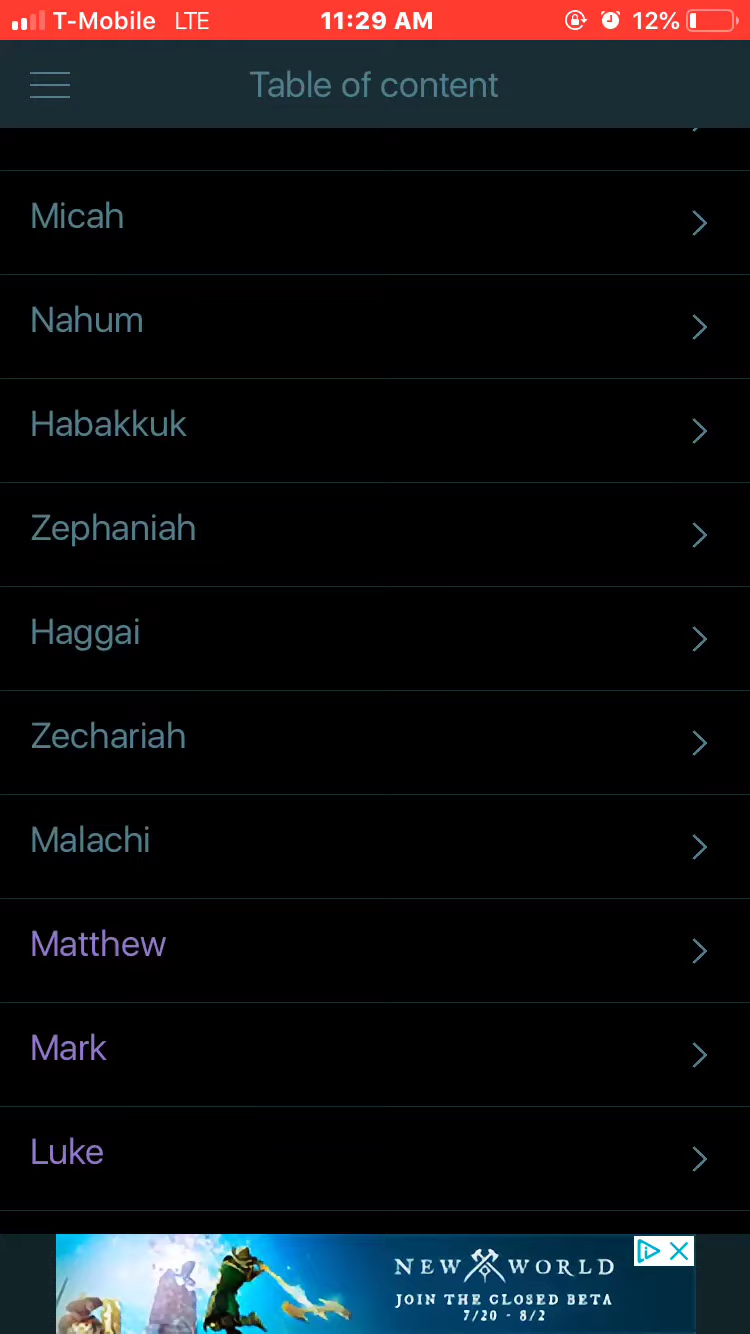 T-Mobile LTE 11:29 AM 12%
Table of content
Micah
Nahum
Habakkuk
Zephaniah
Haggai
Zechariah
Malachi
Matthew
Mark
Luke
NEW WORLD
JOIN THE CLOSED BETA
7/20 - 8/2